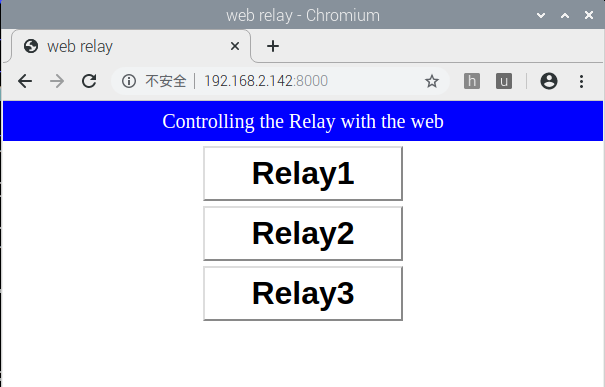 web relay - Chromium
web relay
不安全 192.168.2.142:8000
h u
Controlling the Relay with the web
Relay1
Relay2
Relay3